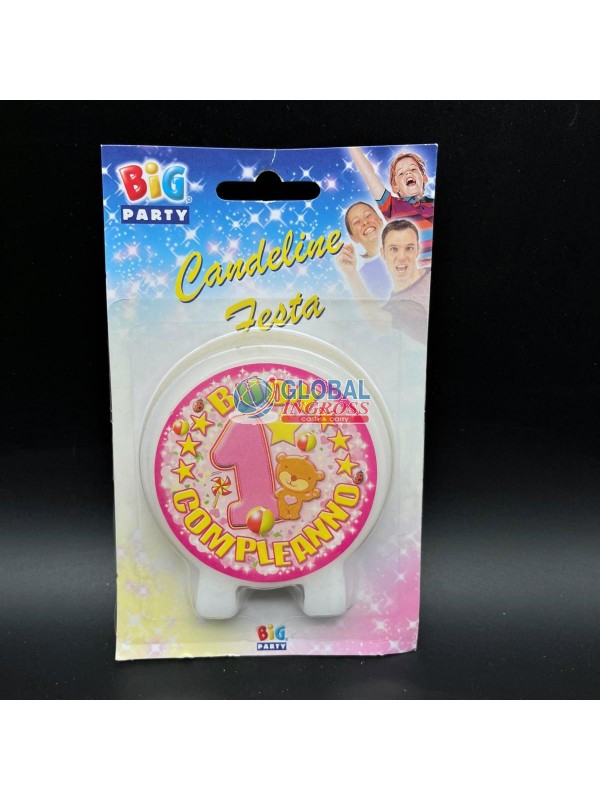 BiG®
PARTY
Candeline
Festa
GLOBAL
INGROSS
cash & carry
1
COMPLEANNO
BiG
PARTY